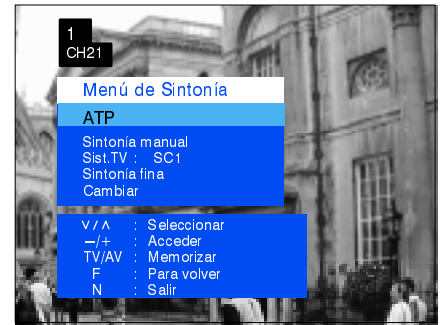 1
CH21
Menú de Sintonía
ATP
Sintonía manual
Sist.TV : SC1
Sintonía fina
Cambiar
∨/∧ : Seleccionar
–/+ : Acceder
TV/AV : Memorizar
F : Para volver
N : Salir